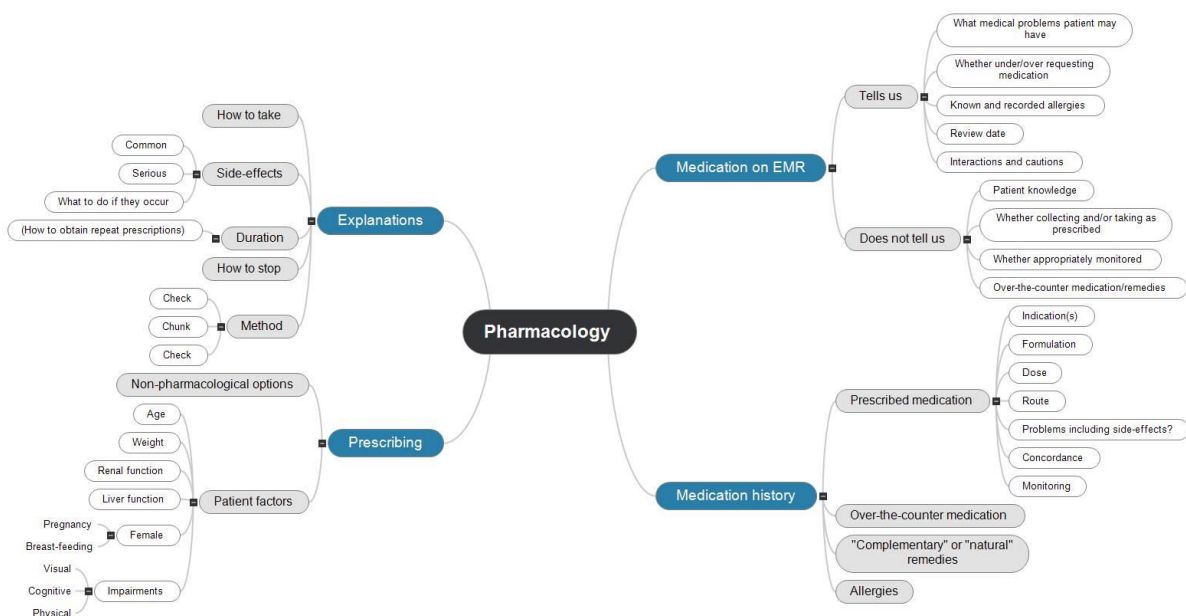 Pharmacology
Explanations
How to take
Side-effects
Common
Serious
What to do if they occur
Duration
(How to obtain repeat prescriptions)
How to stop
Method
Check
Chunk
Check
Prescribing
Non-pharmacological options
Patient factors
Age
Weight
Renal function
Liver function
Female
Pregnancy
Breast-feeding
Impairments
Visual
Cognitive
Physical
Medication on EMR
Tells us
What medical problems patient may
have
Whether under/over requesting
medication
Known and recorded allergies
Review date
Interactions and cautions
Does not tell us
Patient knowledge
Whether collecting and/or taking as
prescribed
Whether appropriately monitored
Over-the-counter medication/remedies
Medication history
Prescribed medication
Indication(s)
Formulation
Dose
Route
Problems including side-effects?
Concordance
Monitoring
Over-the-counter medication
"Complementary" or "natural"
remedies
Allergies